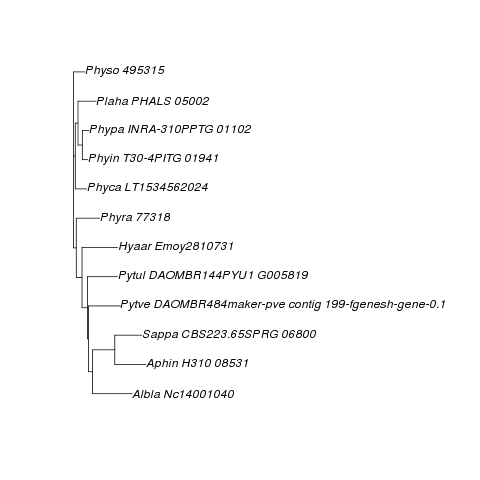 Physo 495315
Plaha PHALS 05002
Phypa INRA-310PPTG 01102
Phyin T30-4PITG 01941
Phyca LT1534562024
Phyra 77318
Hyaar Emoy2810731
Pytul DAOMBR144PYU1 G005819
Pytve DAOMBR484maker-pve contig 199-fgenesh-gene-0.1
Sappa CBS223.65SPRG 06800
Aphin H310 08531
Albla Nc14001040